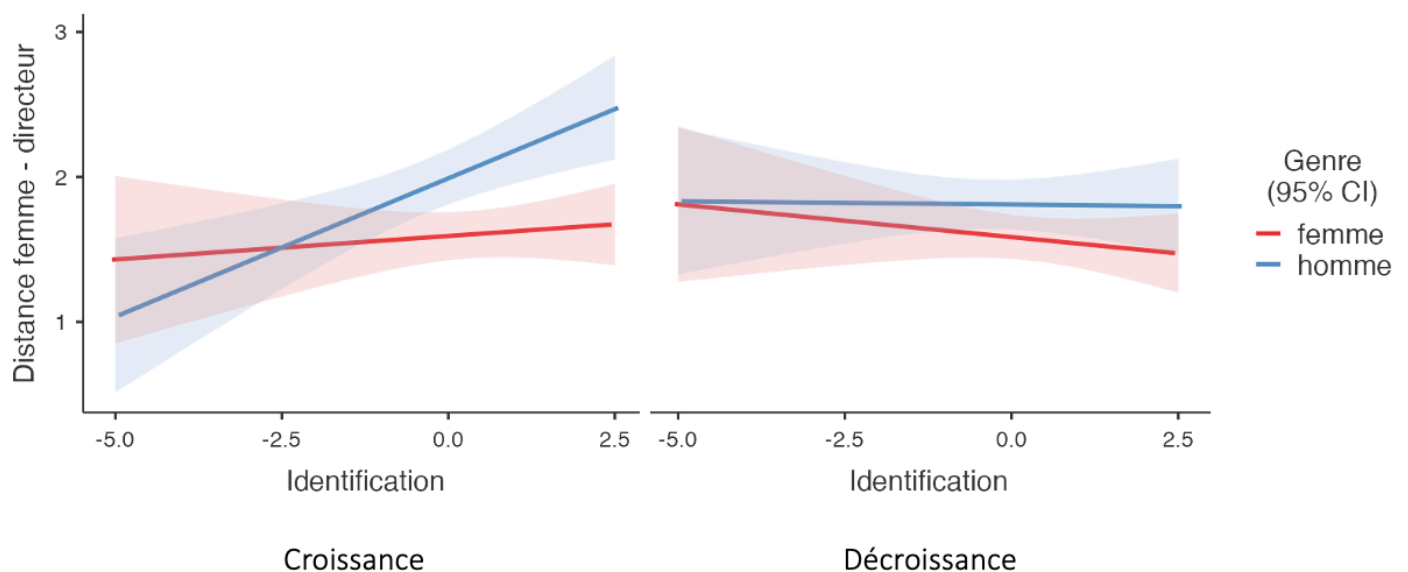 Distance femme - directeur
3
2
1
-5.0 -2.5 0.0 2.5
Identification
Croissance
-5.0 -2.5 0.0 2.5
Identification
Décroissance
Genre
(95% CI)
femme
homme